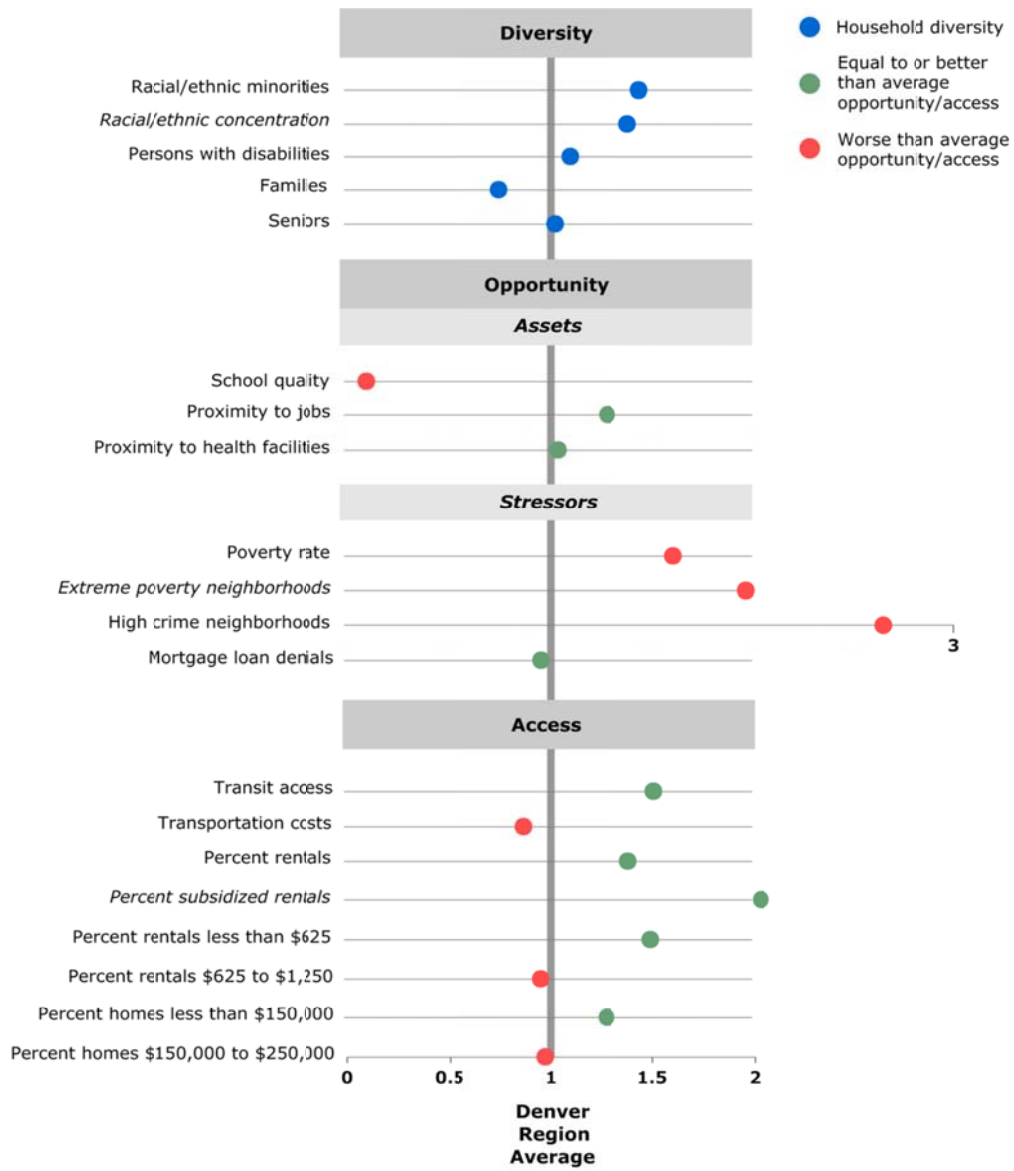 Diversity
Household diversity
Equal to or better
than average
opportunity/access
Worse than average
opportunity/access
Racial/ethnic minorities
Racial/ethnic concentration
Persons with disabilities
Families
Seniors
Opportunity
Assets
School quality
Proximity to jobs
Proximity to health facilities
Stressors
Poverty rate
Extreme poverty neighborhoods
High crime neighborhoods
3
Mortgage loan denials
Access
Transit access
Transportation costs
Percent rentals
Percent subsidized rentals
Percent rentals less than $625
Percent rentals $625 to $1,250
Percent homes less than $150,000
Percent homes $150,000 to $250,000
0 0.5 1 1.5 2
Denver
Region
Average